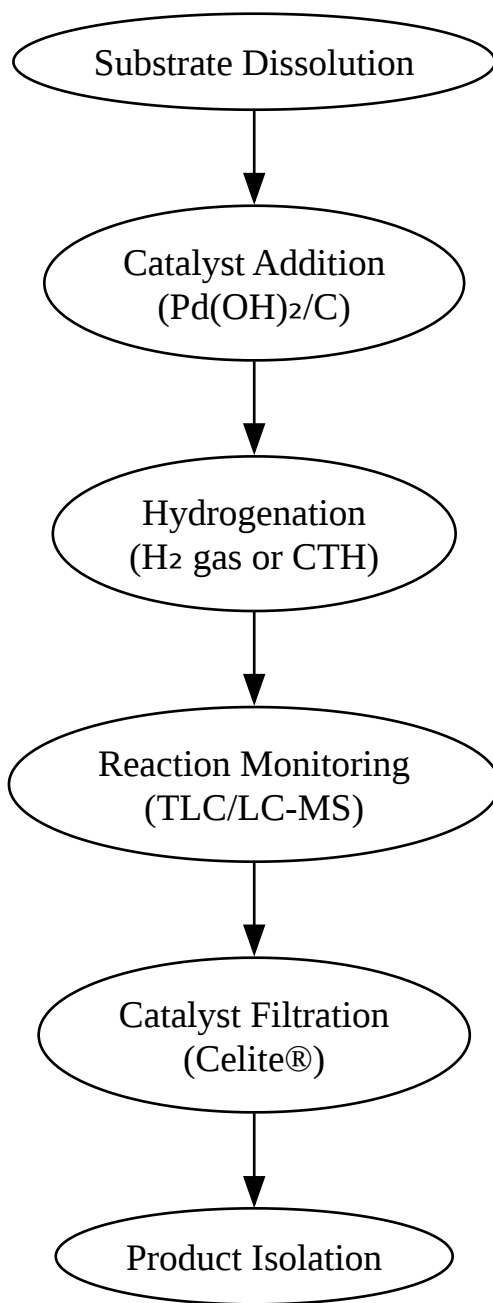 Substrate Dissolution
Catalyst Addition
(Pd(OH)₂/C)
Hydrogenation
(H₂ gas or CTH)
Reaction Monitoring
(TLC/LC-MS)
Catalyst Filtration
(Celite®)
Product Isolation